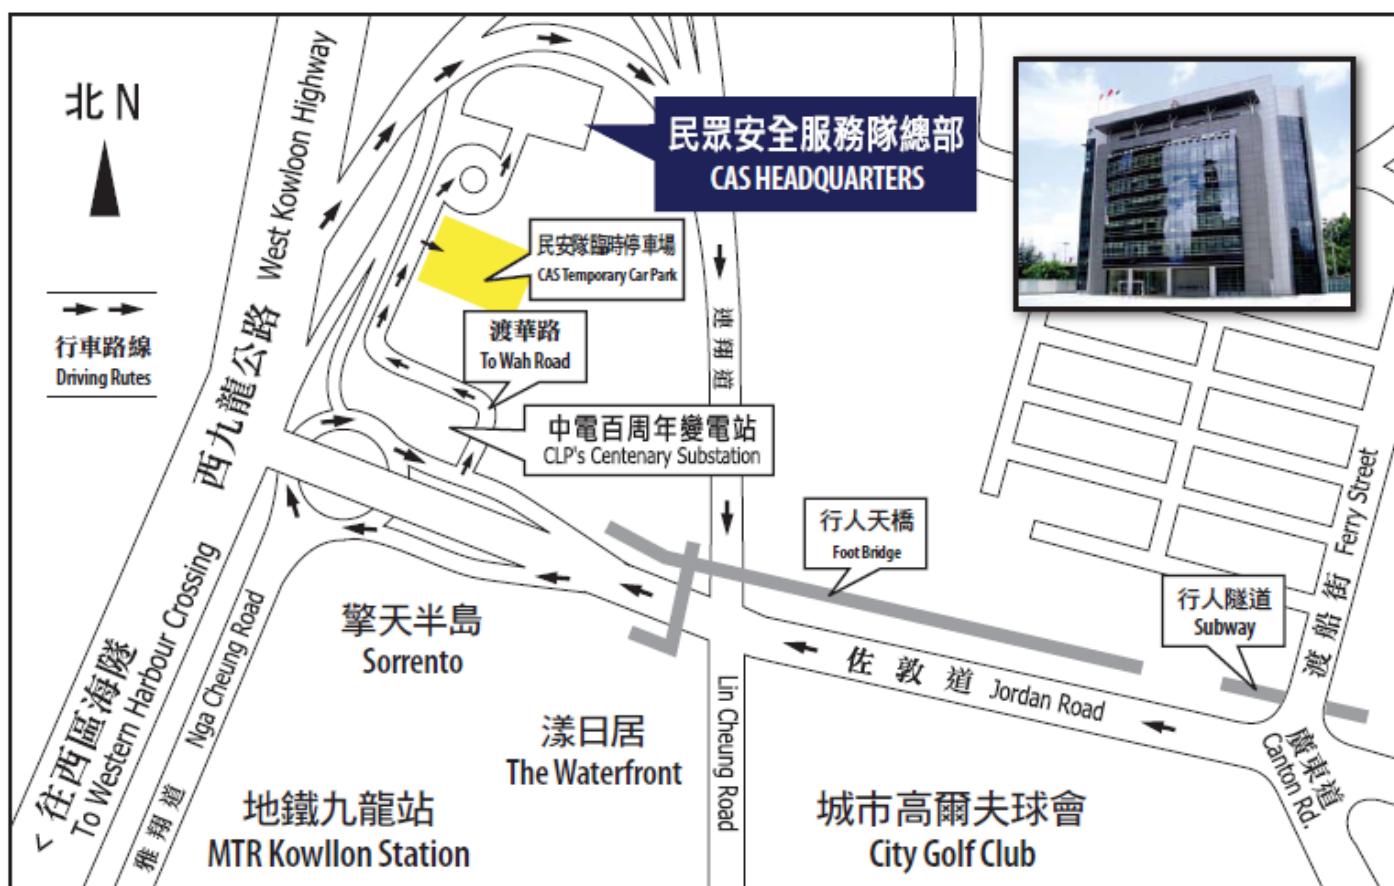 北 N
西九龍公路 West Kowloon Highway
民眾安全服務隊總部
CAS HEADQUARTERS
民安隊臨時停車場
CAS Temporary Car Park
行車路線
Driving Rutes
渡華路
To Wah Road
連翔道
中電百周年變電站
CLP's Centenary Substation
行人天橋
Foot Bridge
渡船街 Ferry Street
行人隧道
Subway
擎天半島
Sorrento
佐敦道 Jordan Road
往西區海隧
To Western Harbour Crossing
雅翔道 Nga Cheung Road
漾日居
The Waterfront
Lin Cheung Road
廣東道
Canton Rd.
地鐵九龍站
MTR Kowllon Station
城市高爾夫球會
City Golf Club